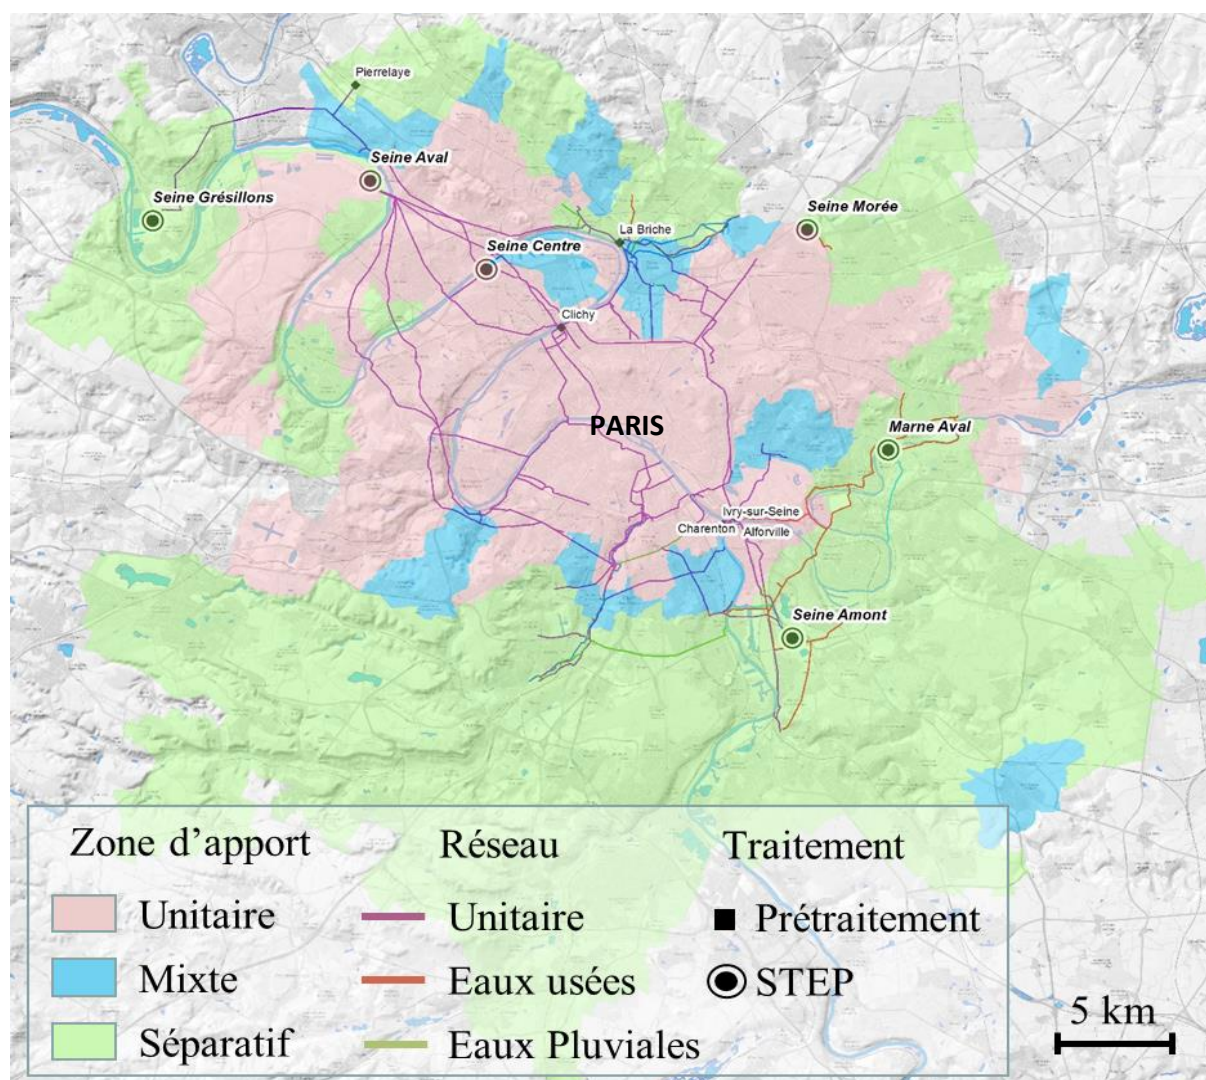 Pierrelaye
Seine Aval
Seine Grésillons
Seine Morée
La Briche
Seine Centre
Clichy
PARIS
Marne Aval
Ivry-sur-Seine
Charenton
Alforville
Seine Amont
Zone d'apport
Réseau
Traitement
Unitaire
Unitaire
Prétraitement
Mixte
Eaux usées
STEP
Séparatif
Eaux Pluviales
5 km